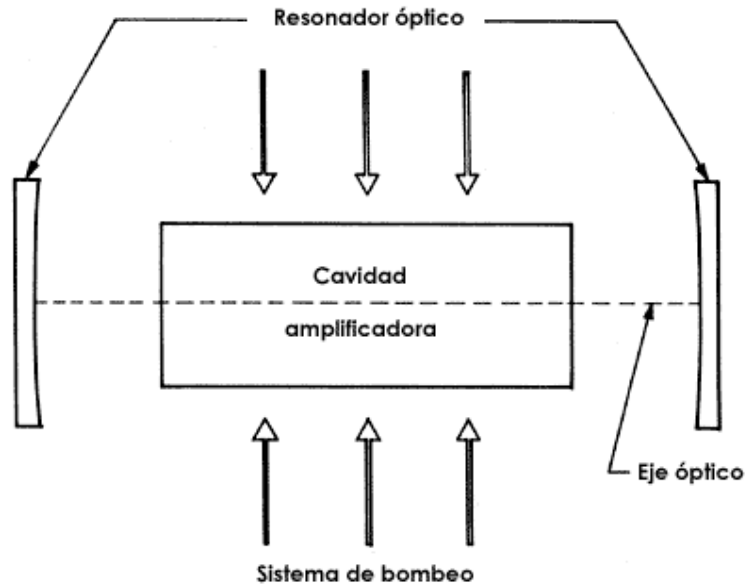 Resonador óptico
Cavidad
amplificadora
Eje óptico
Sistema de bombeo